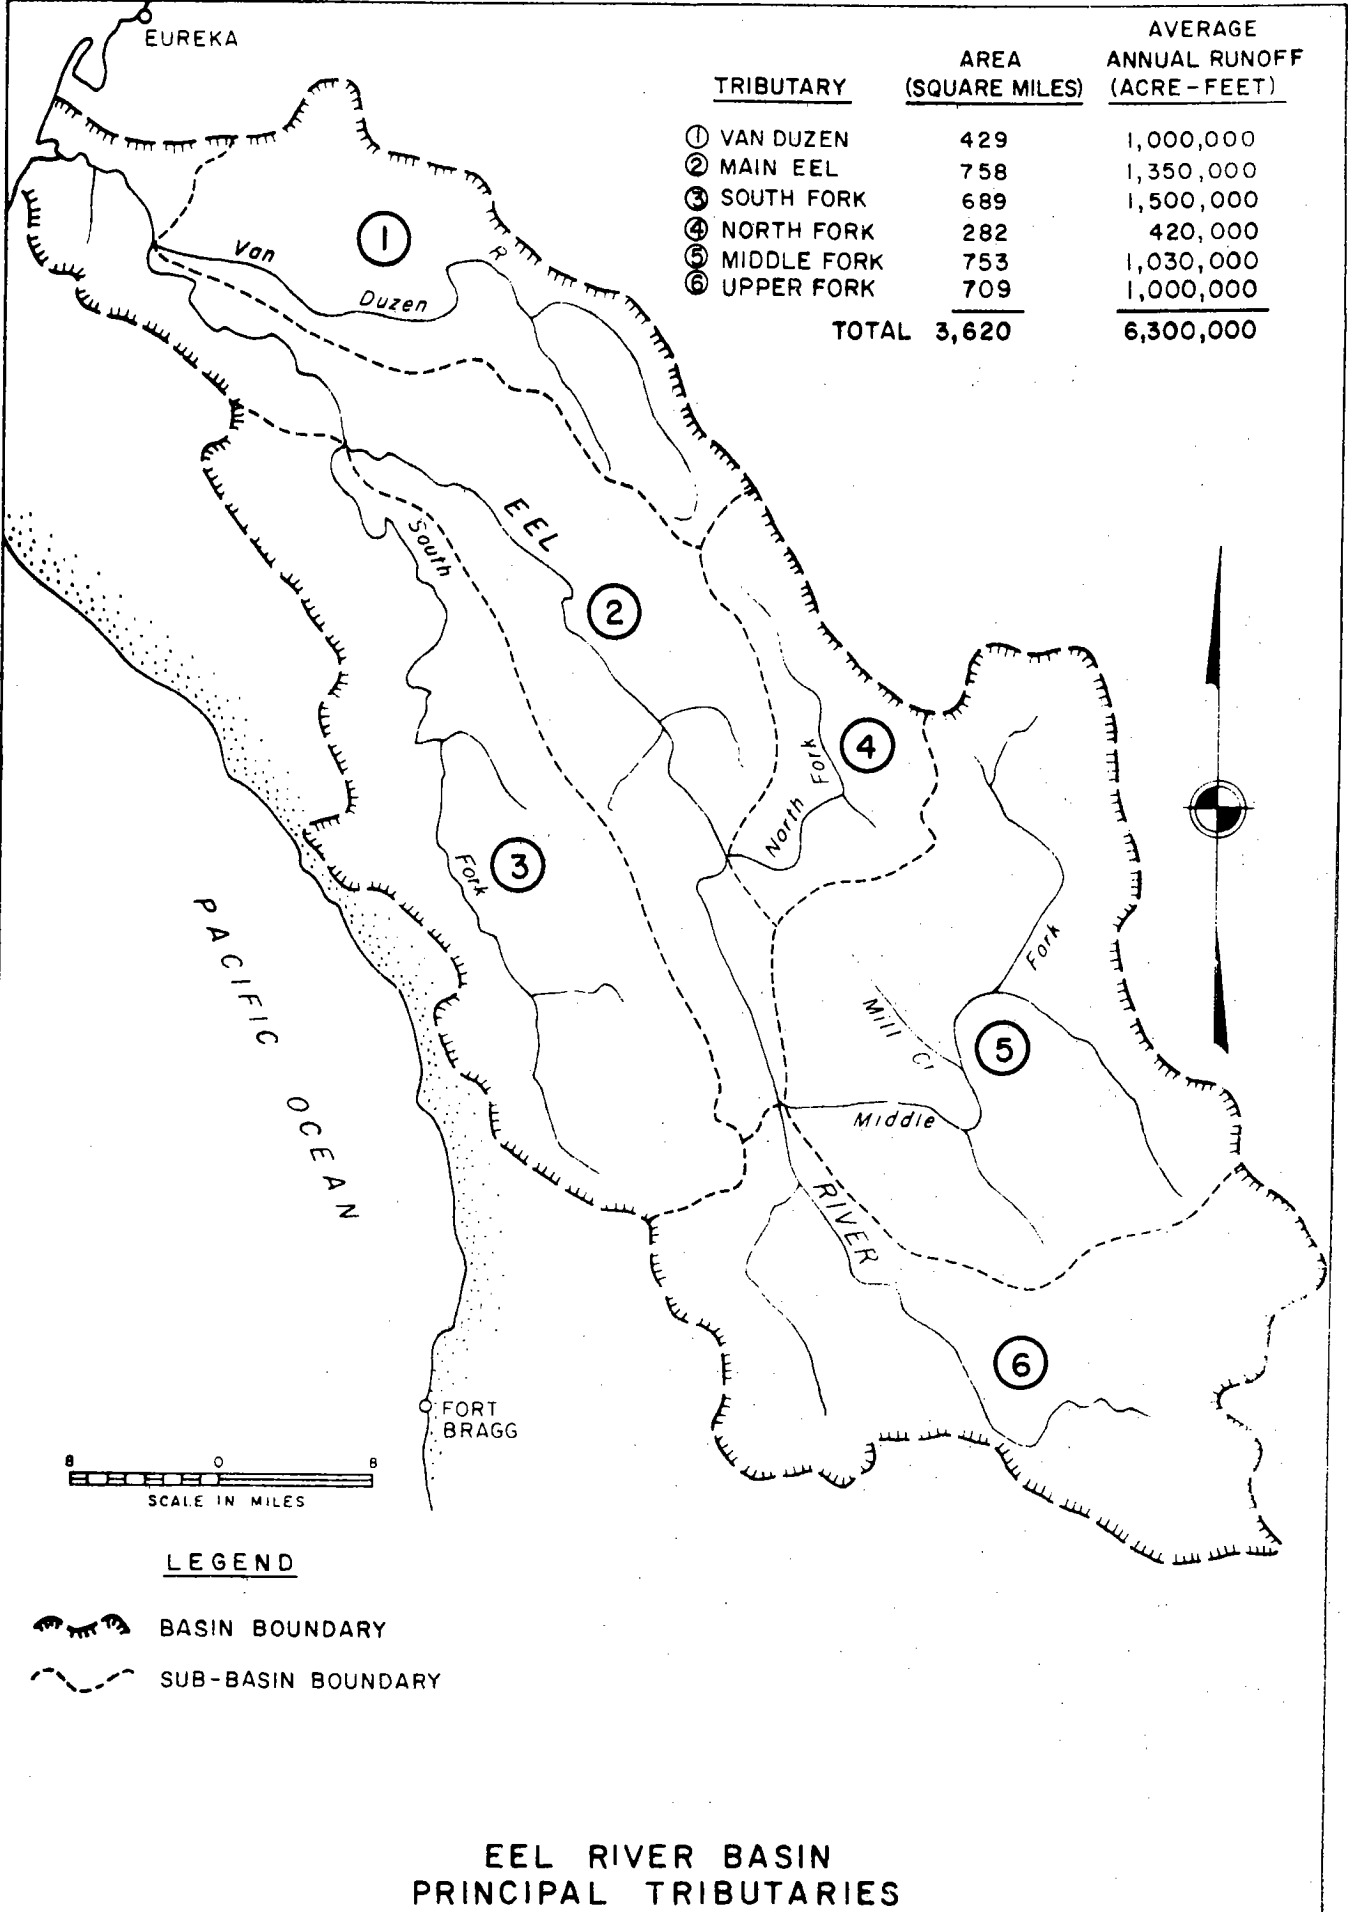 EUREKA
TRIBUTARY AREA (SQUARE MILES) AVERAGE ANNUAL RUNOFF (ACRE-FEET)
1 VAN DUZEN 429 1,000,000
2 MAIN EEL 758 1,350,000
3 SOUTH FORK 689 1,500,000
4 NORTH FORK 282 420,000
5 MIDDLE FORK 753 1,030,000
6 UPPER FORK 709 1,000,000
TOTAL 3,620 6,300,000
1
Van
Duzen
R
EEL
South
2
4
North
Fork
3
Fork
PACIFIC
OCEAN
Fork
Mill Cr
5
Middle
RIVER
6
FORT
BRAGG
8 0 8
SCALE IN MILES
LEGEND
BASIN BOUNDARY
SUB-BASIN BOUNDARY
EEL RIVER BASIN
PRINCIPAL TRIBUTARIES